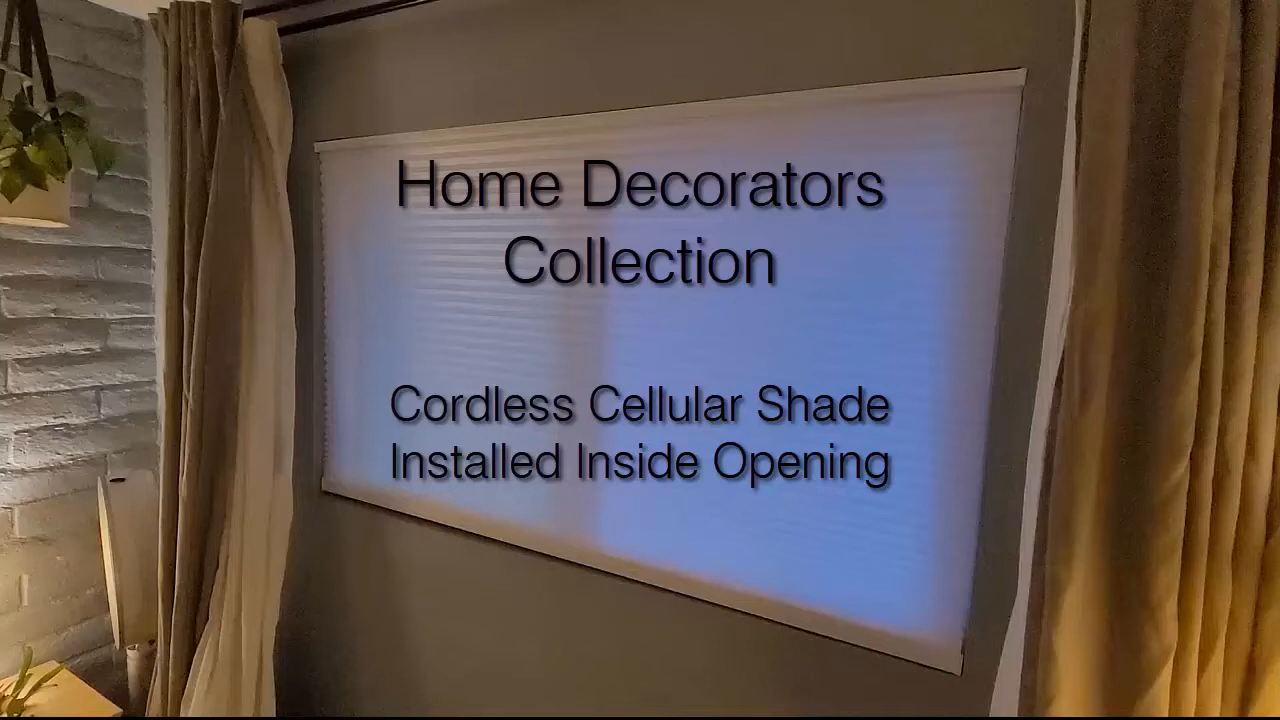 Home Decorators
Collection
Cordless Cellular Shade
Installed Inside Opening